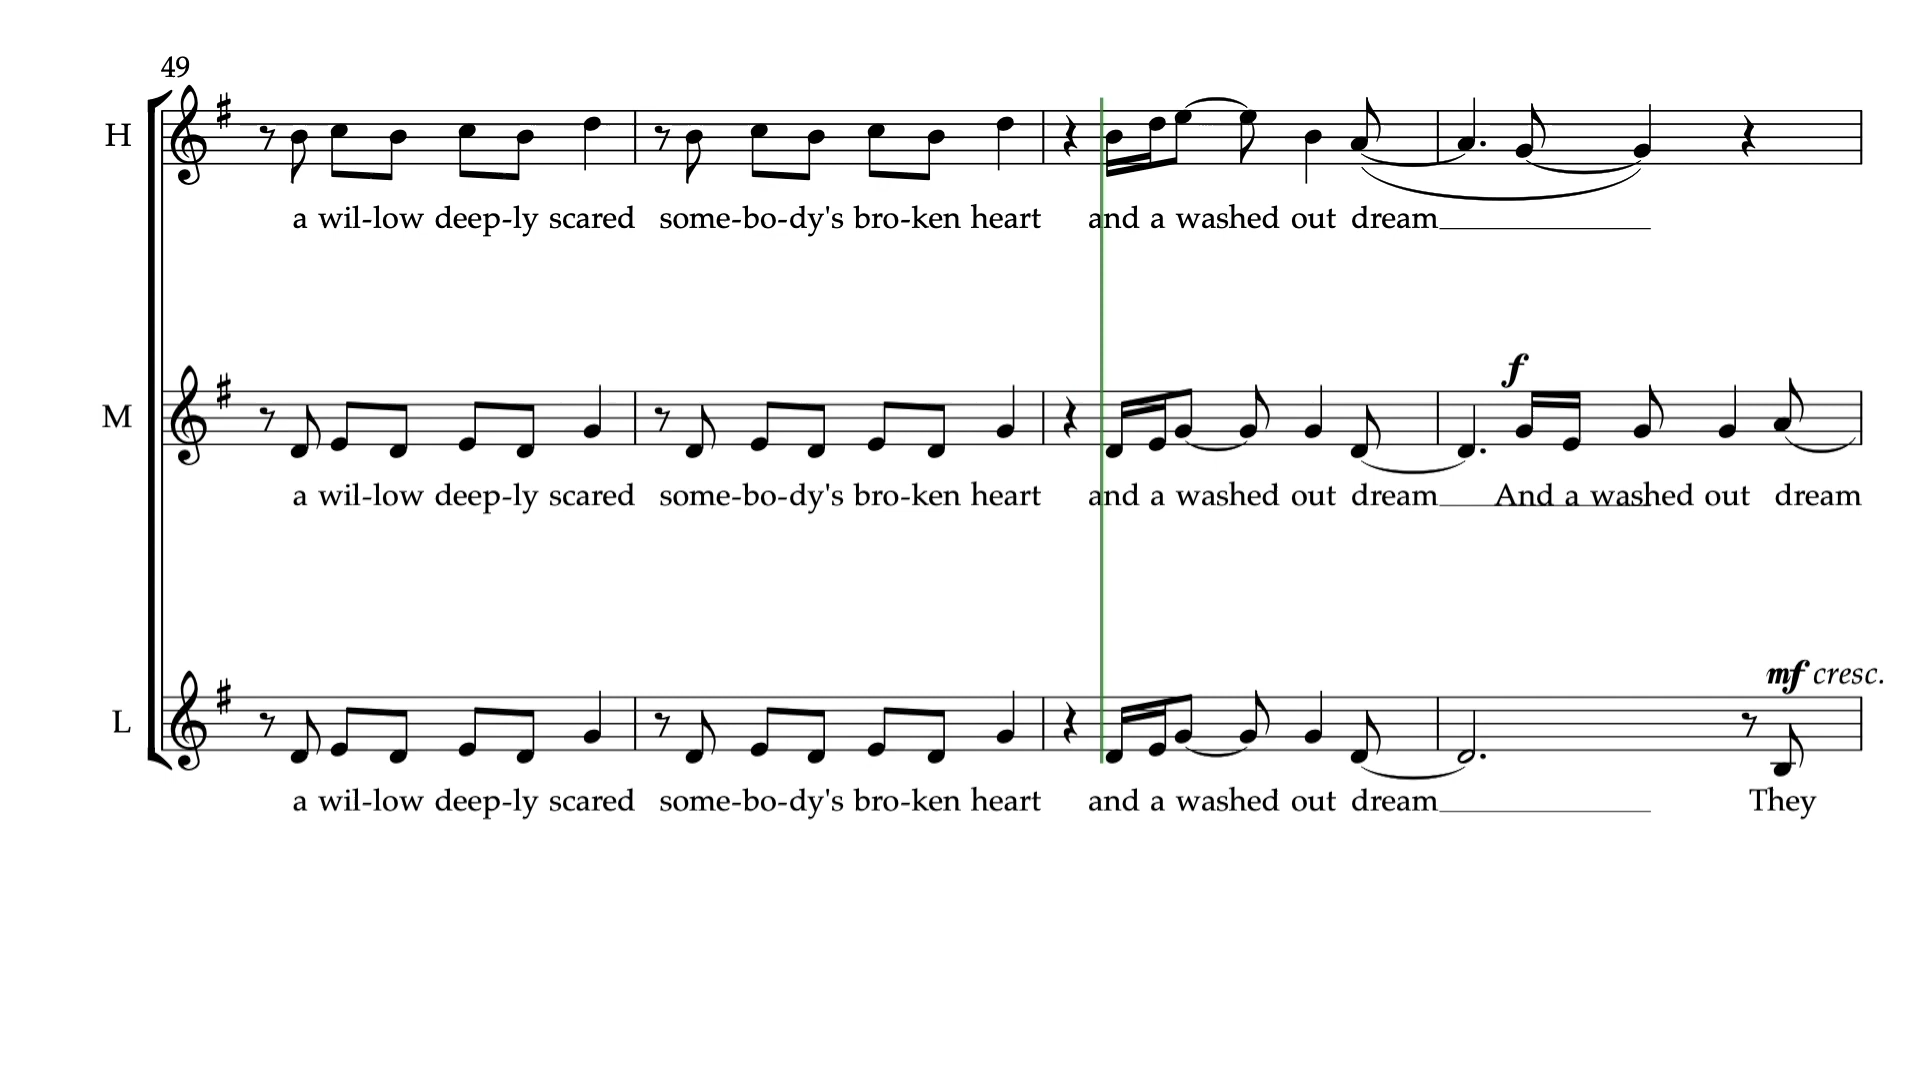 49
H
a wil-low deep-ly scared some-bo-dy's bro-ken heart and a washed out dream
f
M
a wil-low deep-ly scared some-bo-dy's bro-ken heart and a washed out dream And a washed out dream
mf cresc.
L
a wil-low deep-ly scared some-bo-dy's bro-ken heart and a washed out dream They